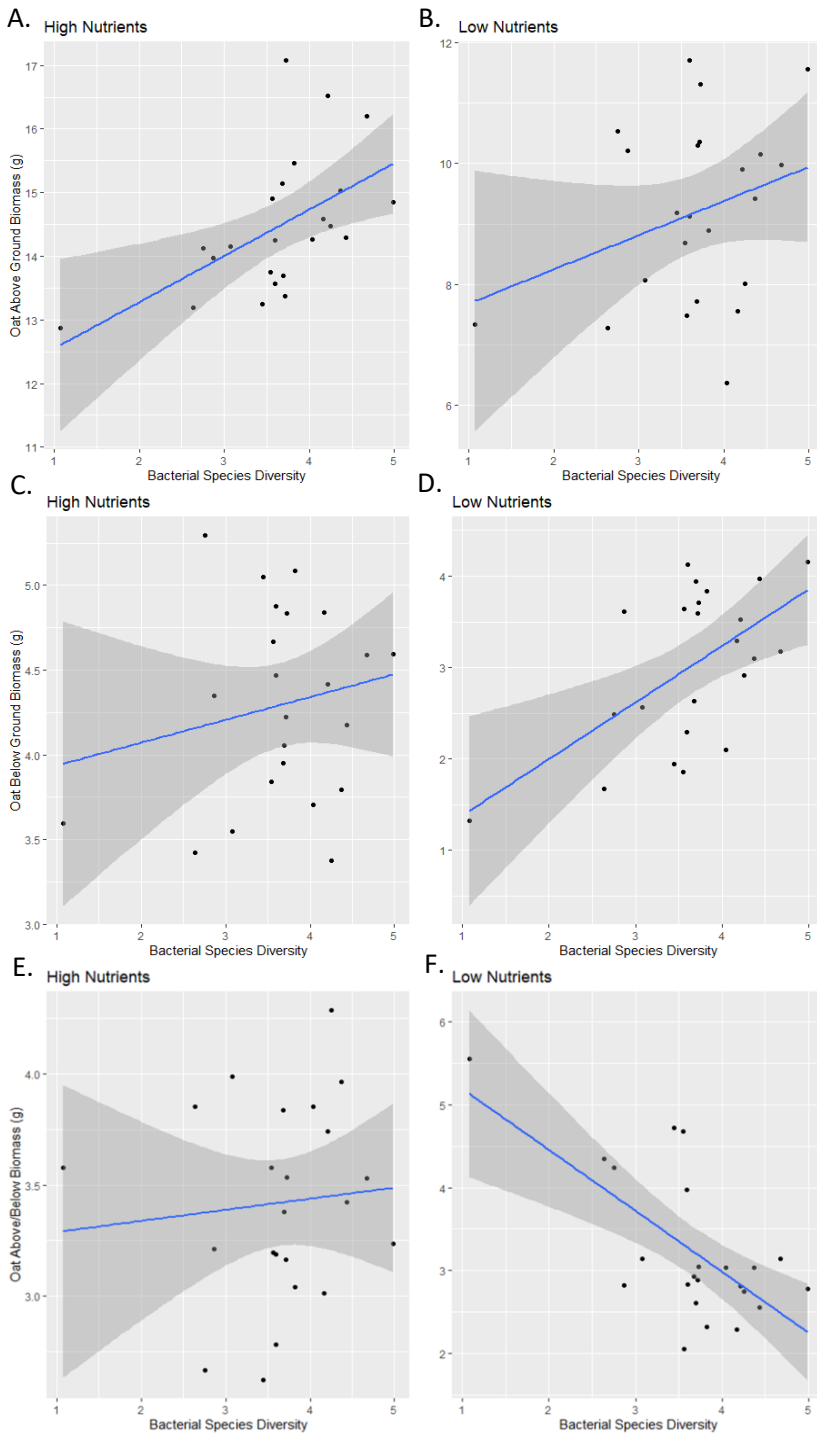 A.
High Nutrients
Oat Above Ground Biomass (g)
17
16
15
14
13
12
11
1
2
3
4
5
Bacterial Species Diversity
B.
Low Nutrients
12
10
8
6
1
2
3
4
5
Bacterial Species Diversity
C.
High Nutrients
Oat Below Ground Biomass (g)
5.0
4.5
4.0
3.5
3.0
1
2
3
4
5
Bacterial Species Diversity
D.
Low Nutrients
4
3
2
1
1
2
3
4
5
Bacterial Species Diversity
E.
High Nutrients
Oat Above/Below Biomass (g)
4.0
3.5
3.0
1
2
3
4
5
Bacterial Species Diversity
F.
Low Nutrients
6
5
4
3
2
1
2
3
4
5
Bacterial Species Diversity